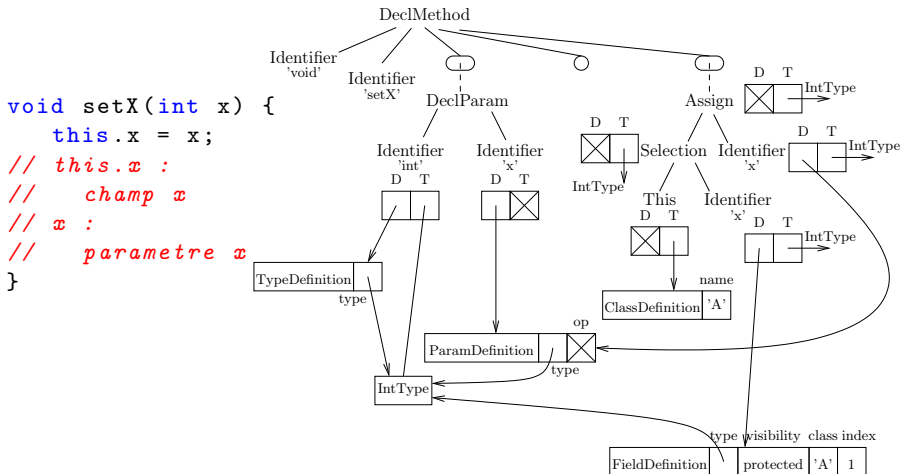 void setX(int x) {
this.x = x;
// this.x :
// champ x
// x :
// parametre x
}
DeclMethod
Identifier
'void'
Identifier
'setX'
DeclParam
Identifier
'int'
D T
Identifier
'x'
D T
TypeDefinition
type
IntType
ParamDefinition
op
type
Assign
D T
IntType
Selection
D T
IntType
Identifier
'x'
D T
IntType
This
D T
Identifier
'x'
D T
IntType
ClassDefinition
name
'A'
type visibility class index
FieldDefinition protected 'A' 1